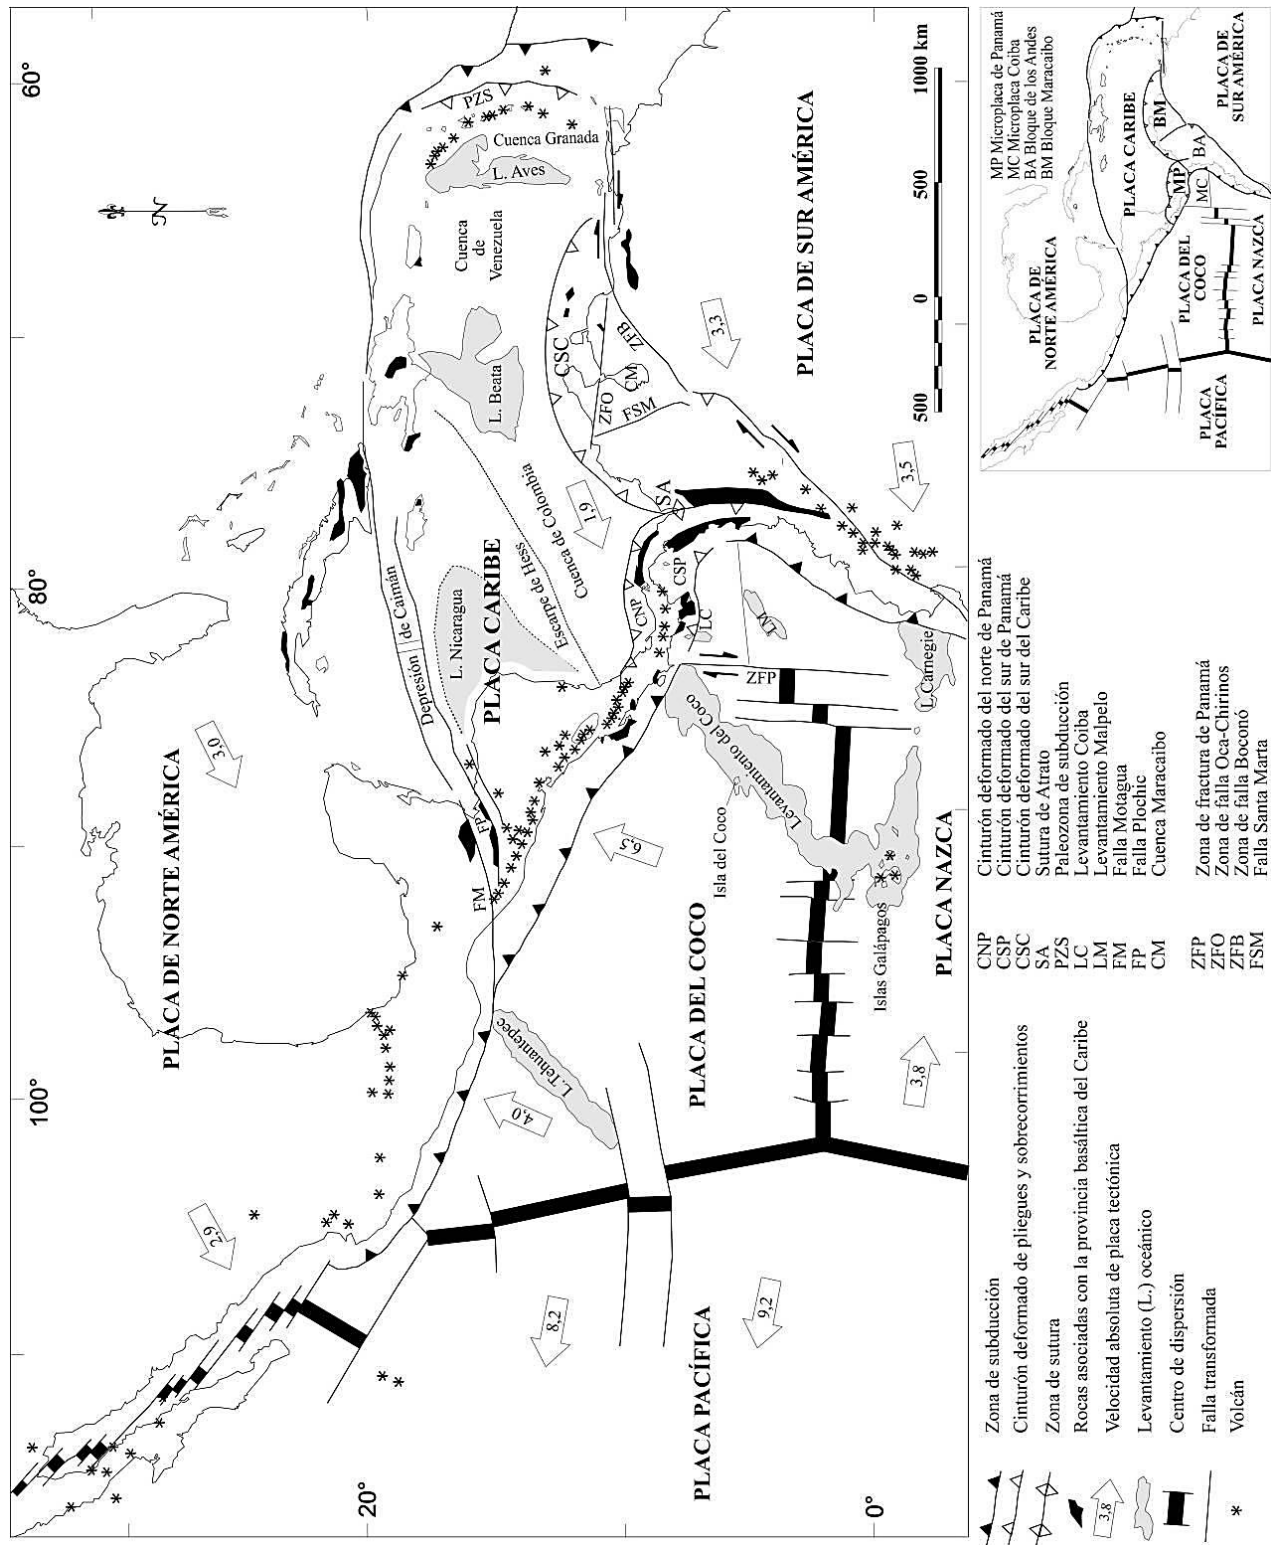 100°
80°
60°
20°
0°
PLACA DE NORTE AMÉRICA
PLACA CARIBE
PLACA DE SUR AMÉRICA
PLACA DEL COCO
PLACA NAZCA
PLACA PACÍFICA
N
2,9
3,0
4,0
6,5
8,2
9,2
3,8
1,9
3,3
3,5
Depresión de Caimán
L. Nicaragua
Escarpe de Hess
Cuenca de Colombia
L. Beata
Cuenca
de
Venezuela
L. Aves
Cuenca Granada
PZS
CSC
ZFO
CM
FSM
ZFB
SA
CNP
CSP
LC
LM
ZFP
FM
FP
L. Tehuantepec
Isla del Coco
Levantamiento del Coco
Islas Galápagos
L. Carnegie
500
0
500
1000 km
Zona de subducción
Cinturón deformado de pliegues y sobrecorrimientos
Zona de sutura
Rocas asociadas con la provincia basáltica del Caribe
3,8
Velocidad absoluta de placa tectónica
Levantamiento (L.) oceánico
Centro de dispersión
Falla transformada
Volcán
CNP Cinturón deformado del norte de Panamá
CSP Cinturón deformado del sur de Panamá
CSC Cinturón deformado del sur del Caribe
SA Sutura de Atrato
PZS Paleozona de subducción
LC Levantamiento Coiba
LM Levantamiento Malpelo
FM Falla Motagua
FP Falla Plochic
CM Cuenca Maracaibo
ZFP Zona de fractura de Panamá
ZFO Zona de falla Oca-Chirinos
ZFB Zona de falla Boconó
FSM Falla Santa Marta
MP Microplaca de Panamá
MC Microplaca Coiba
BA Bloque de los Andes
BM Bloque Maracaibo
PLACA DE
NORTE AMÉRICA
PLACA CARIBE
BM
MP
BA
MC
PLACA DEL
COCO
PLACA
PACÍFICA
PLACA NAZCA
PLACA DE
SUR AMÉRICA